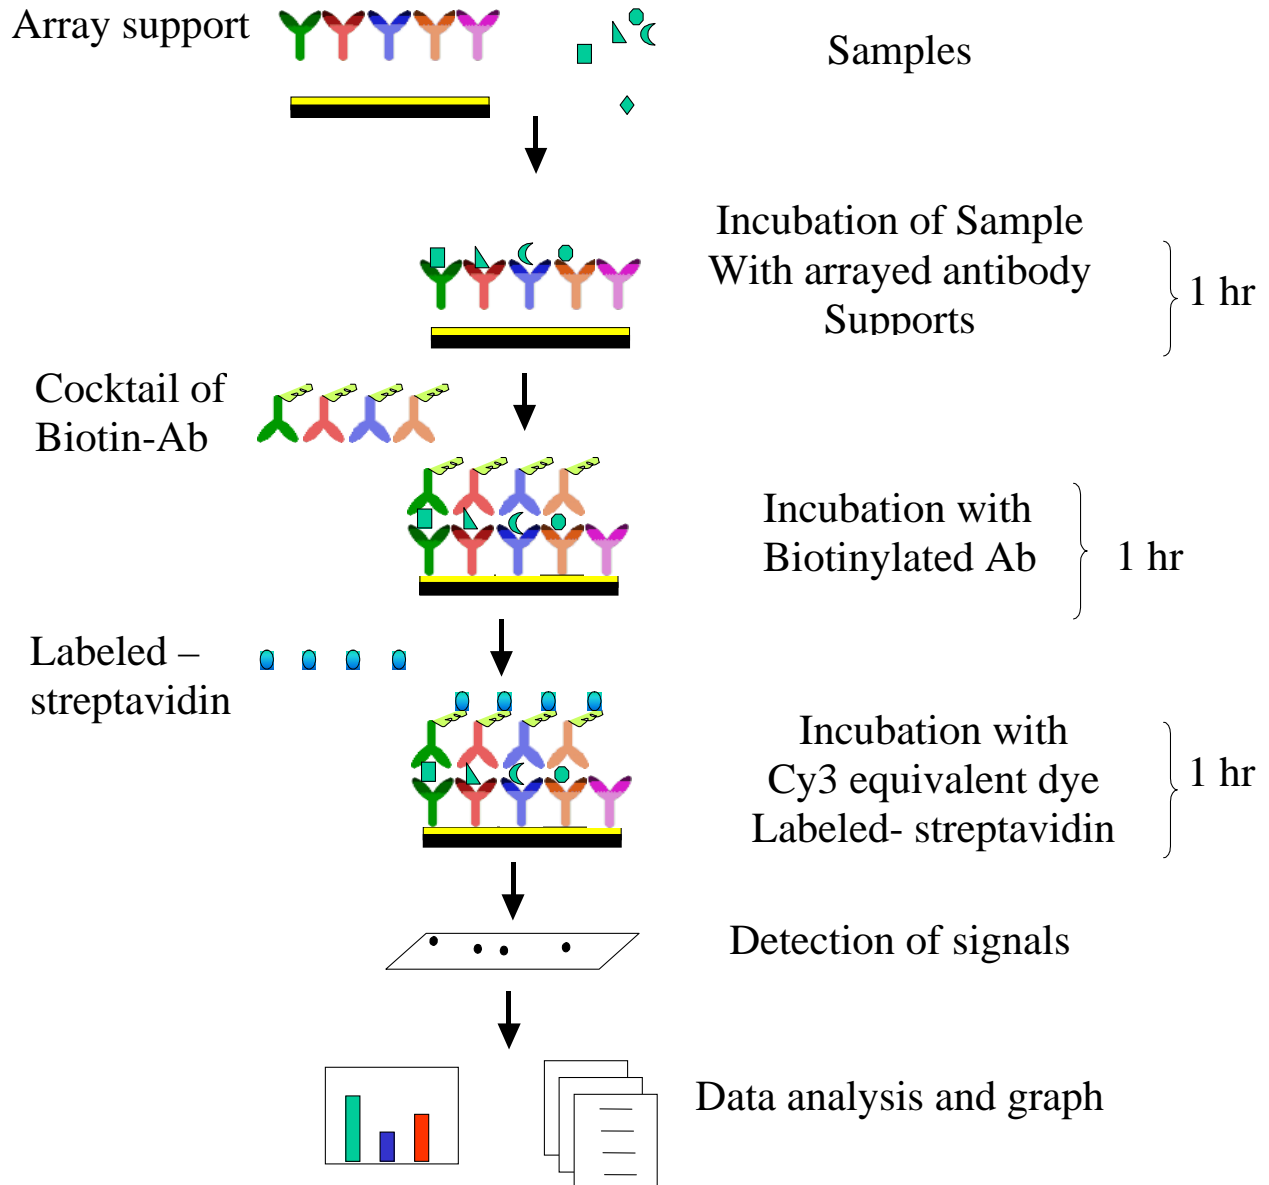 Array support
Samples
Incubation of Sample
With arrayed antibody
Supports
1 hr
Cocktail of
Biotin-Ab
Incubation with
Biotinylated Ab
1 hr
Labeled –
streptavidin
Incubation with
Cy3 equivalent dye
Labeled- streptavidin
1 hr
Detection of signals
Data analysis and graph